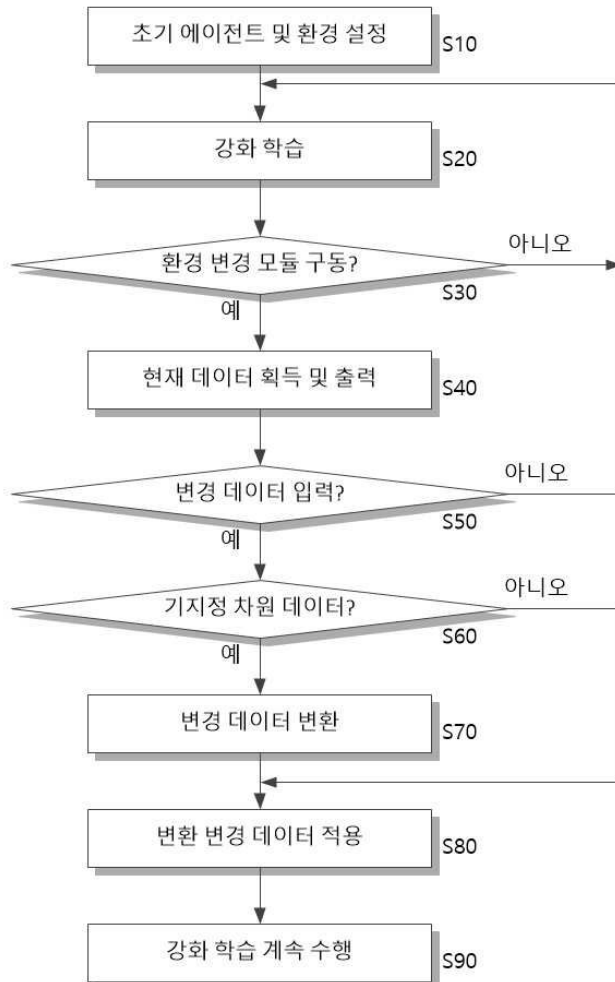 초기 에이전트 및 환경 설정
S10
강화 학습
S20
아니오
환경 변경 모듈 구동?
S30
예
현재 데이터 획득 및 출력
S40
아니오
변경 데이터 입력?
S50
예
아니오
기지정 차원 데이터?
S60
예
변경 데이터 변환
S70
변환 변경 데이터 적용
S80
강화 학습 계속 수행
S90